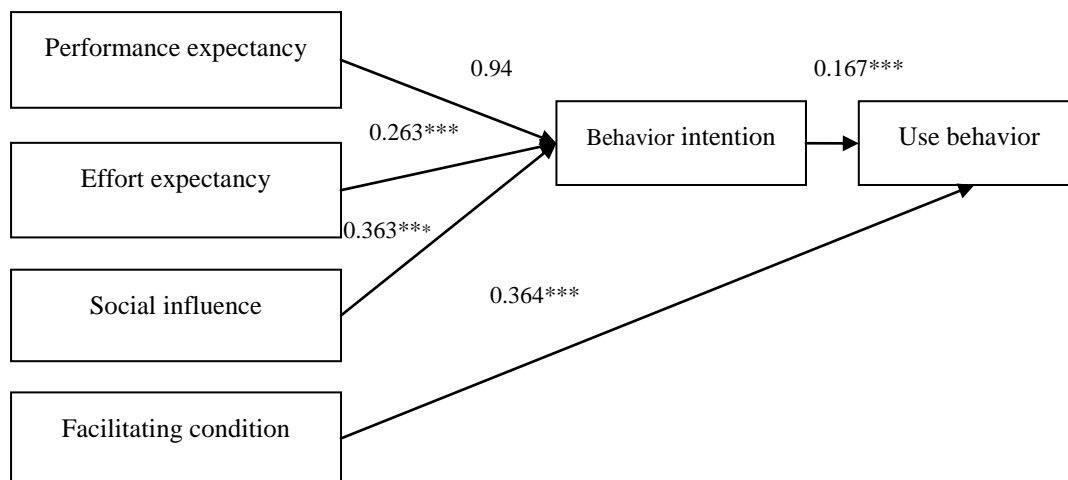 Performance expectancy
0.94
0.167***
0.263***
Behavior intention
Use behavior
Effort expectancy
0.363***
Social influence
0.364***
Facilitating condition